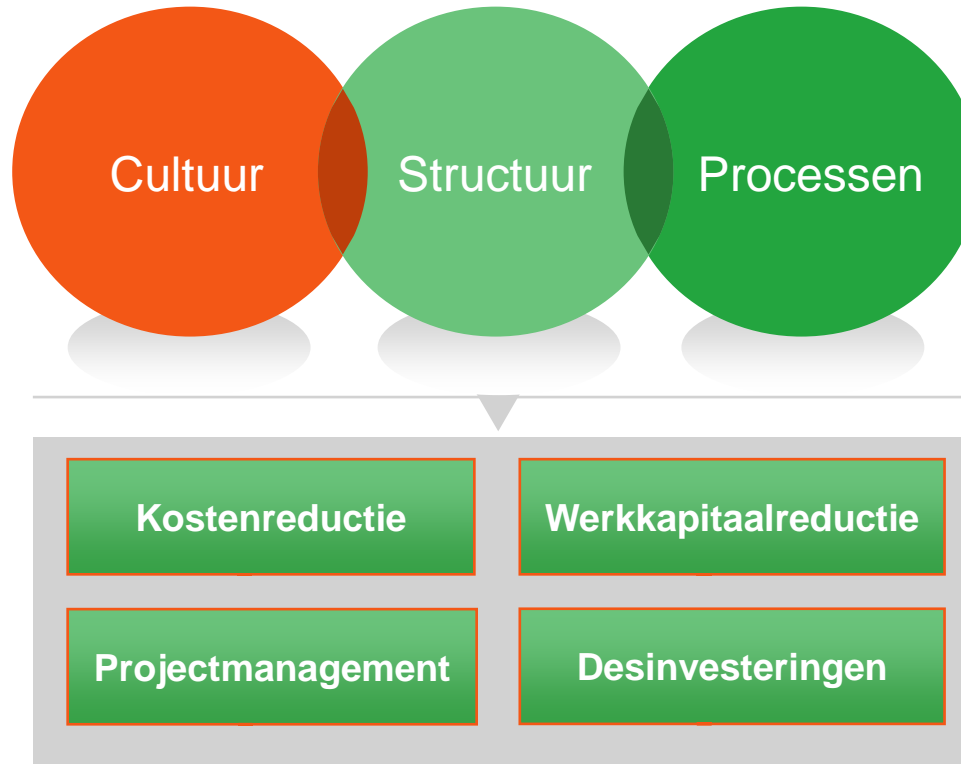 Cultuur
Structuur
Processen
Kostenreductie
Werkkapitaalreductie
Projectmanagement
Desinvesteringen